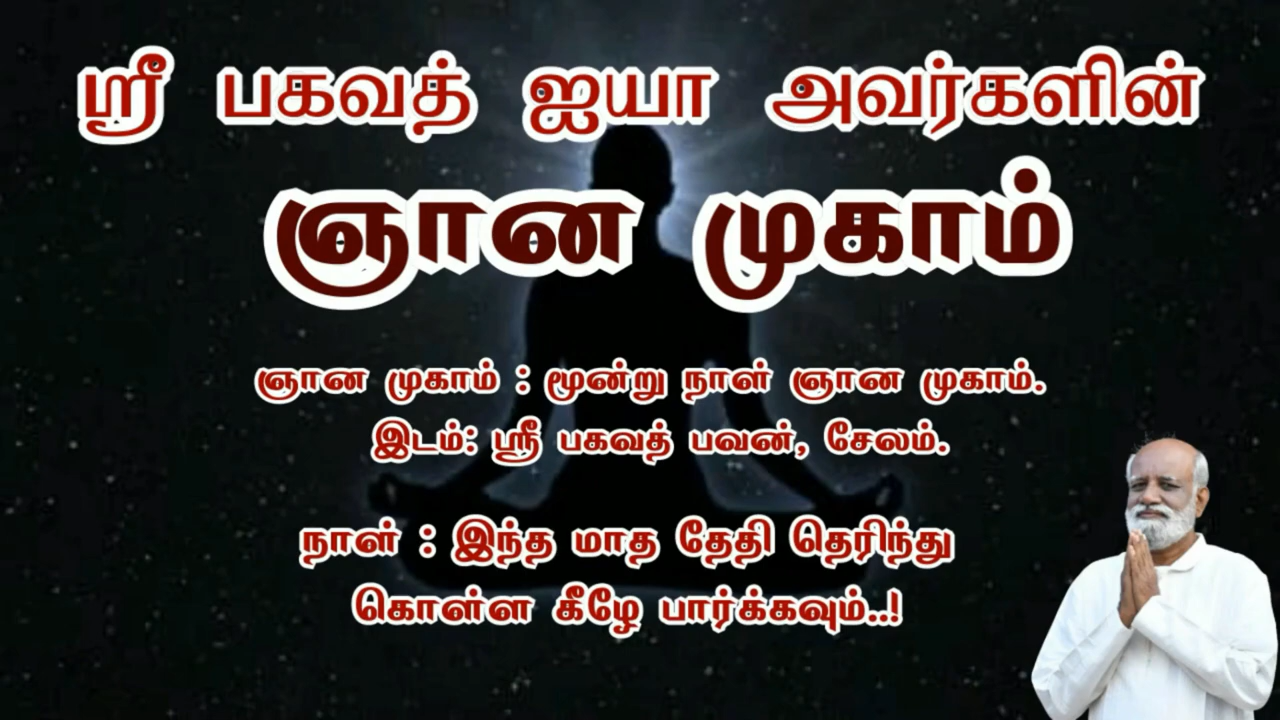 ஸ்ரீ பகவத் ஐயா அவர்களின்
ஞான முகாம்
ஞான முகாம் : மூன்று நாள் ஞான முகாம்.
இடம்: ஸ்ரீ பகவத் பவன், சேலம்.
நாள் : இந்த மாத தேதி தெரிந்து
கொள்ள கீழே பார்க்கவும்..!